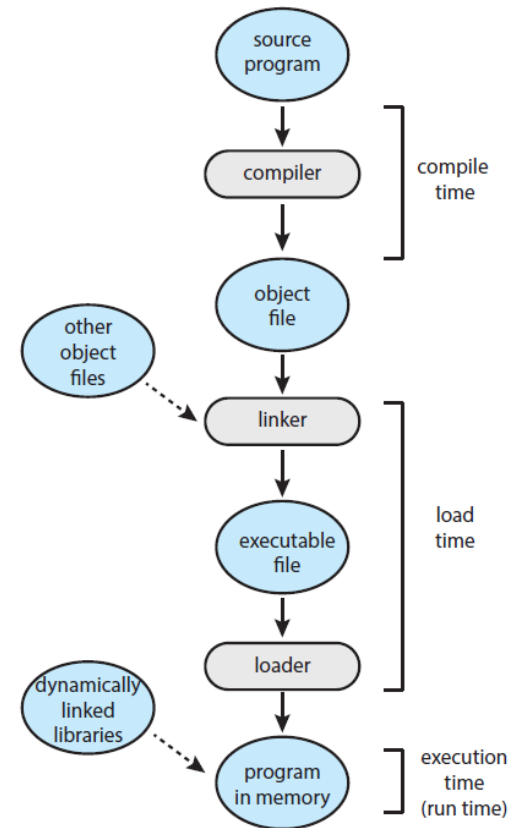 source
program
compiler
compile
time
object
file
other
object
files
linker
load
time
executable
file
loader
dynamically
linked
libraries
program
in memory
execution
time
(run time)